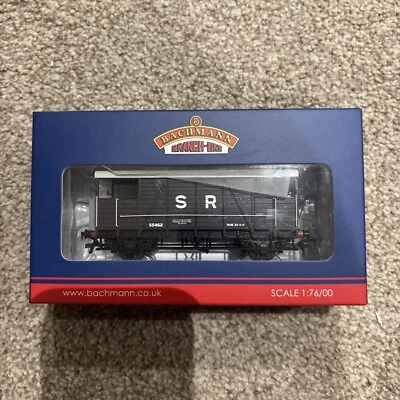 B
BACHMANN
BRANCH-LINE
S R
55462
www.bachmann.co.uk
SCALE 1:76/00